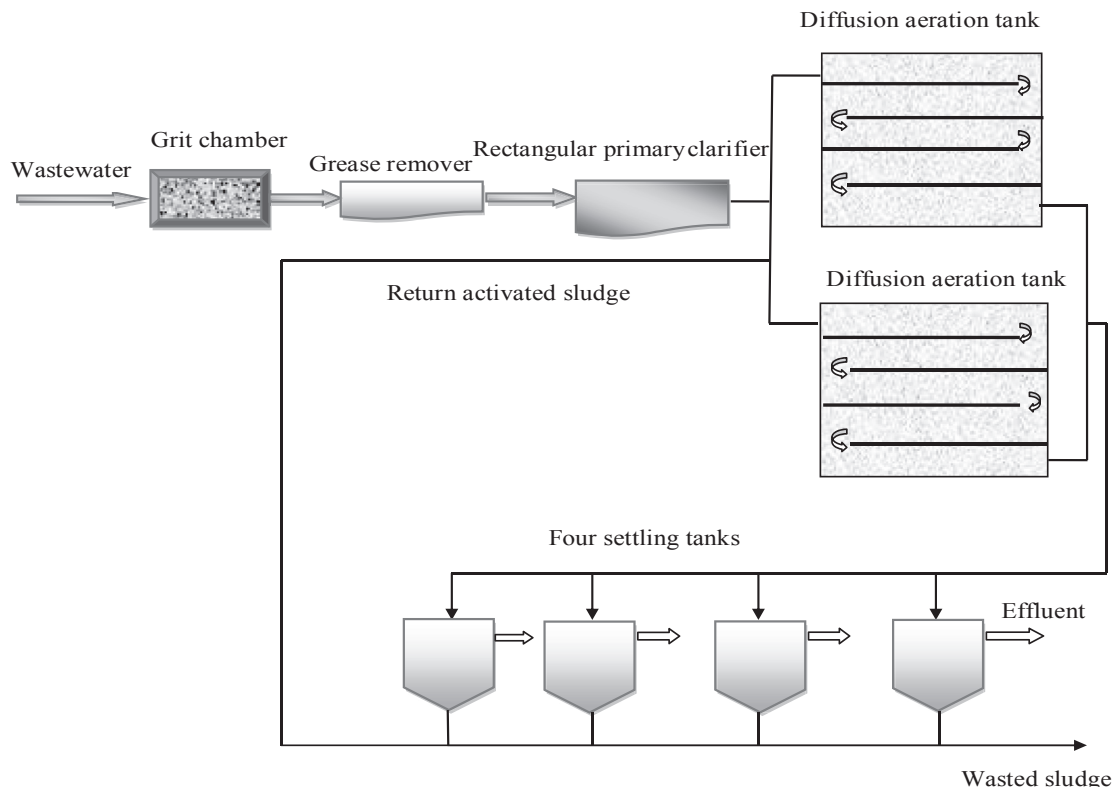 Diffusion aeration tank
Grit chamber
Wastewater
Grease remover
Rectangular primary clarifier
Diffusion aeration tank
Return activated sludge
Four settling tanks
Effluent
Wasted sludge